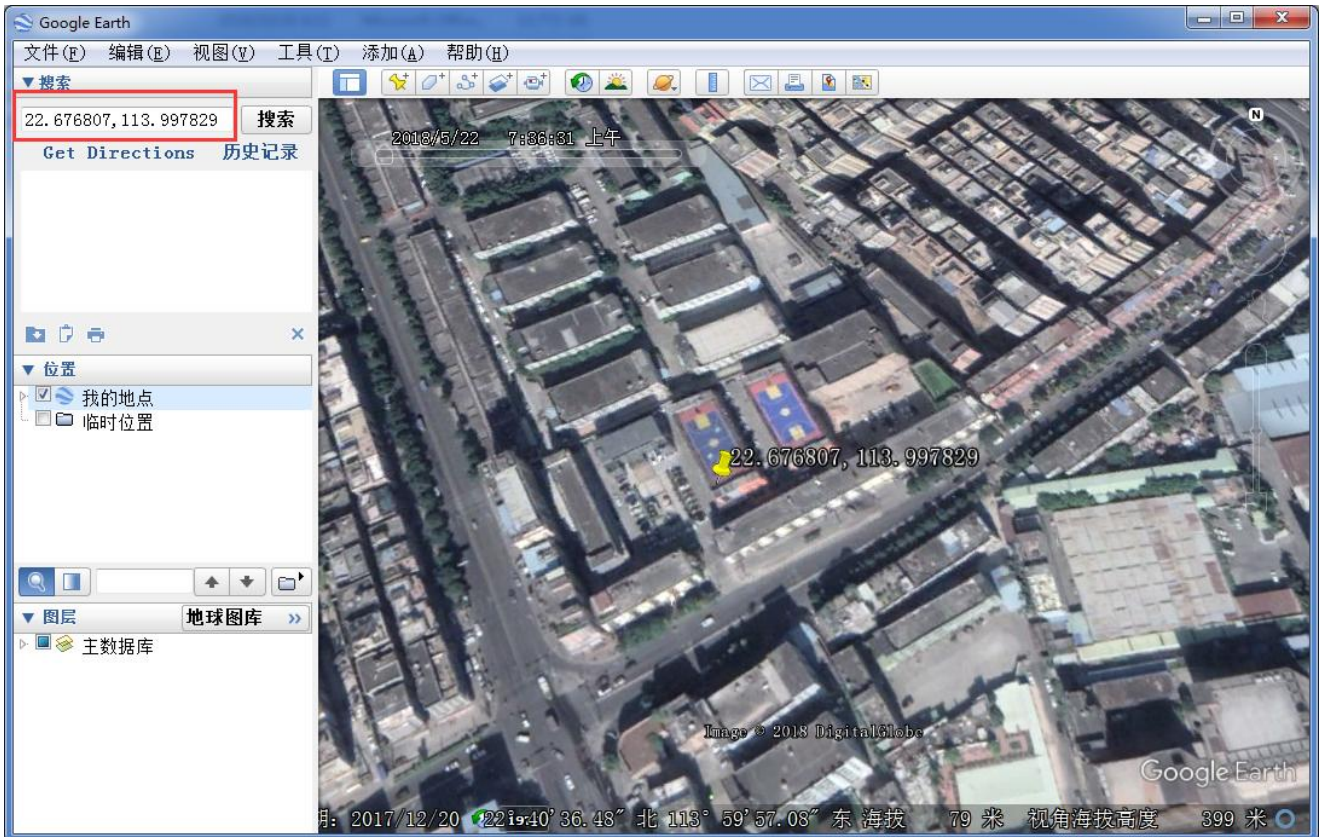 Google Earth
文件(F) 编辑(E) 视图(V) 工具(T) 添加(A) 帮助(H)
▼搜索
22.676807,113.997829 搜索
Get Directions 历史记录
2018/5/22 7:36:31 上午
N
22.676807, 113.997829
▼ 位置
我的地点
临时位置
▼ 图层 地球图库 »
主数据库
Image © 2018 DigitalGlobe
Google Earth
2017/12/20 22° 40' 36.48" 北 113° 59' 57.08" 东 海拔 79 米 视角海拔高度 399 米